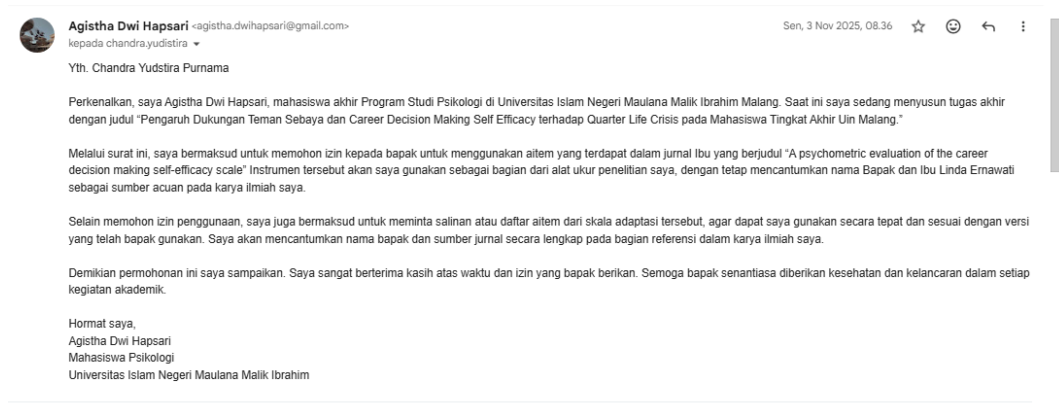 Agistha Dwi Hapsari <agistha.dwihapsari@gmail.com>
Sen, 3 Nov 2025, 08.36
kepada chandra.yudistira
Yth. Chandra Yudstira Purnama
Perkenalkan, saya Agistha Dwi Hapsari, mahasiswa akhir Program Studi Psikologi di Universitas Islam Negeri Maulana Malik Ibrahim Malang. Saat ini saya sedang menyusun tugas akhir
dengan judul “Pengaruh Dukungan Teman Sebaya dan Career Decision Making Self Efficacy terhadap Quarter Life Crisis pada Mahasiswa Tingkat Akhir Uin Malang.”
Melalui surat ini, saya bermaksud untuk memohon izin kepada bapak untuk menggunakan aitem yang terdapat dalam jurnal Ibu yang berjudul “A psychometric evaluation of the career
decision making self-efficacy scale” Instrumen tersebut akan saya gunakan sebagai bagian dari alat ukur penelitian saya, dengan tetap mencantumkan nama Bapak dan Ibu Linda Ernawati
sebagai sumber acuan pada karya ilmiah saya.
Selain memohon izin penggunaan, saya juga bermaksud untuk meminta salinan atau daftar aitem dari skala adaptasi tersebut, agar dapat saya gunakan secara tepat dan sesuai dengan versi
yang telah bapak gunakan. Saya akan mencantumkan nama bapak dan sumber jurnal secara lengkap pada bagian referensi dalam karya ilmiah saya.
Demikian permohonan ini saya sampaikan. Saya sangat berterima kasih atas waktu dan izin yang bapak berikan. Semoga bapak senantiasa diberikan kesehatan dan kelancaran dalam setiap
kegiatan akademik.
Hormat saya,
Agistha Dwi Hapsari
Mahasiswa Psikologi
Universitas Islam Negeri Maulana Malik Ibrahim